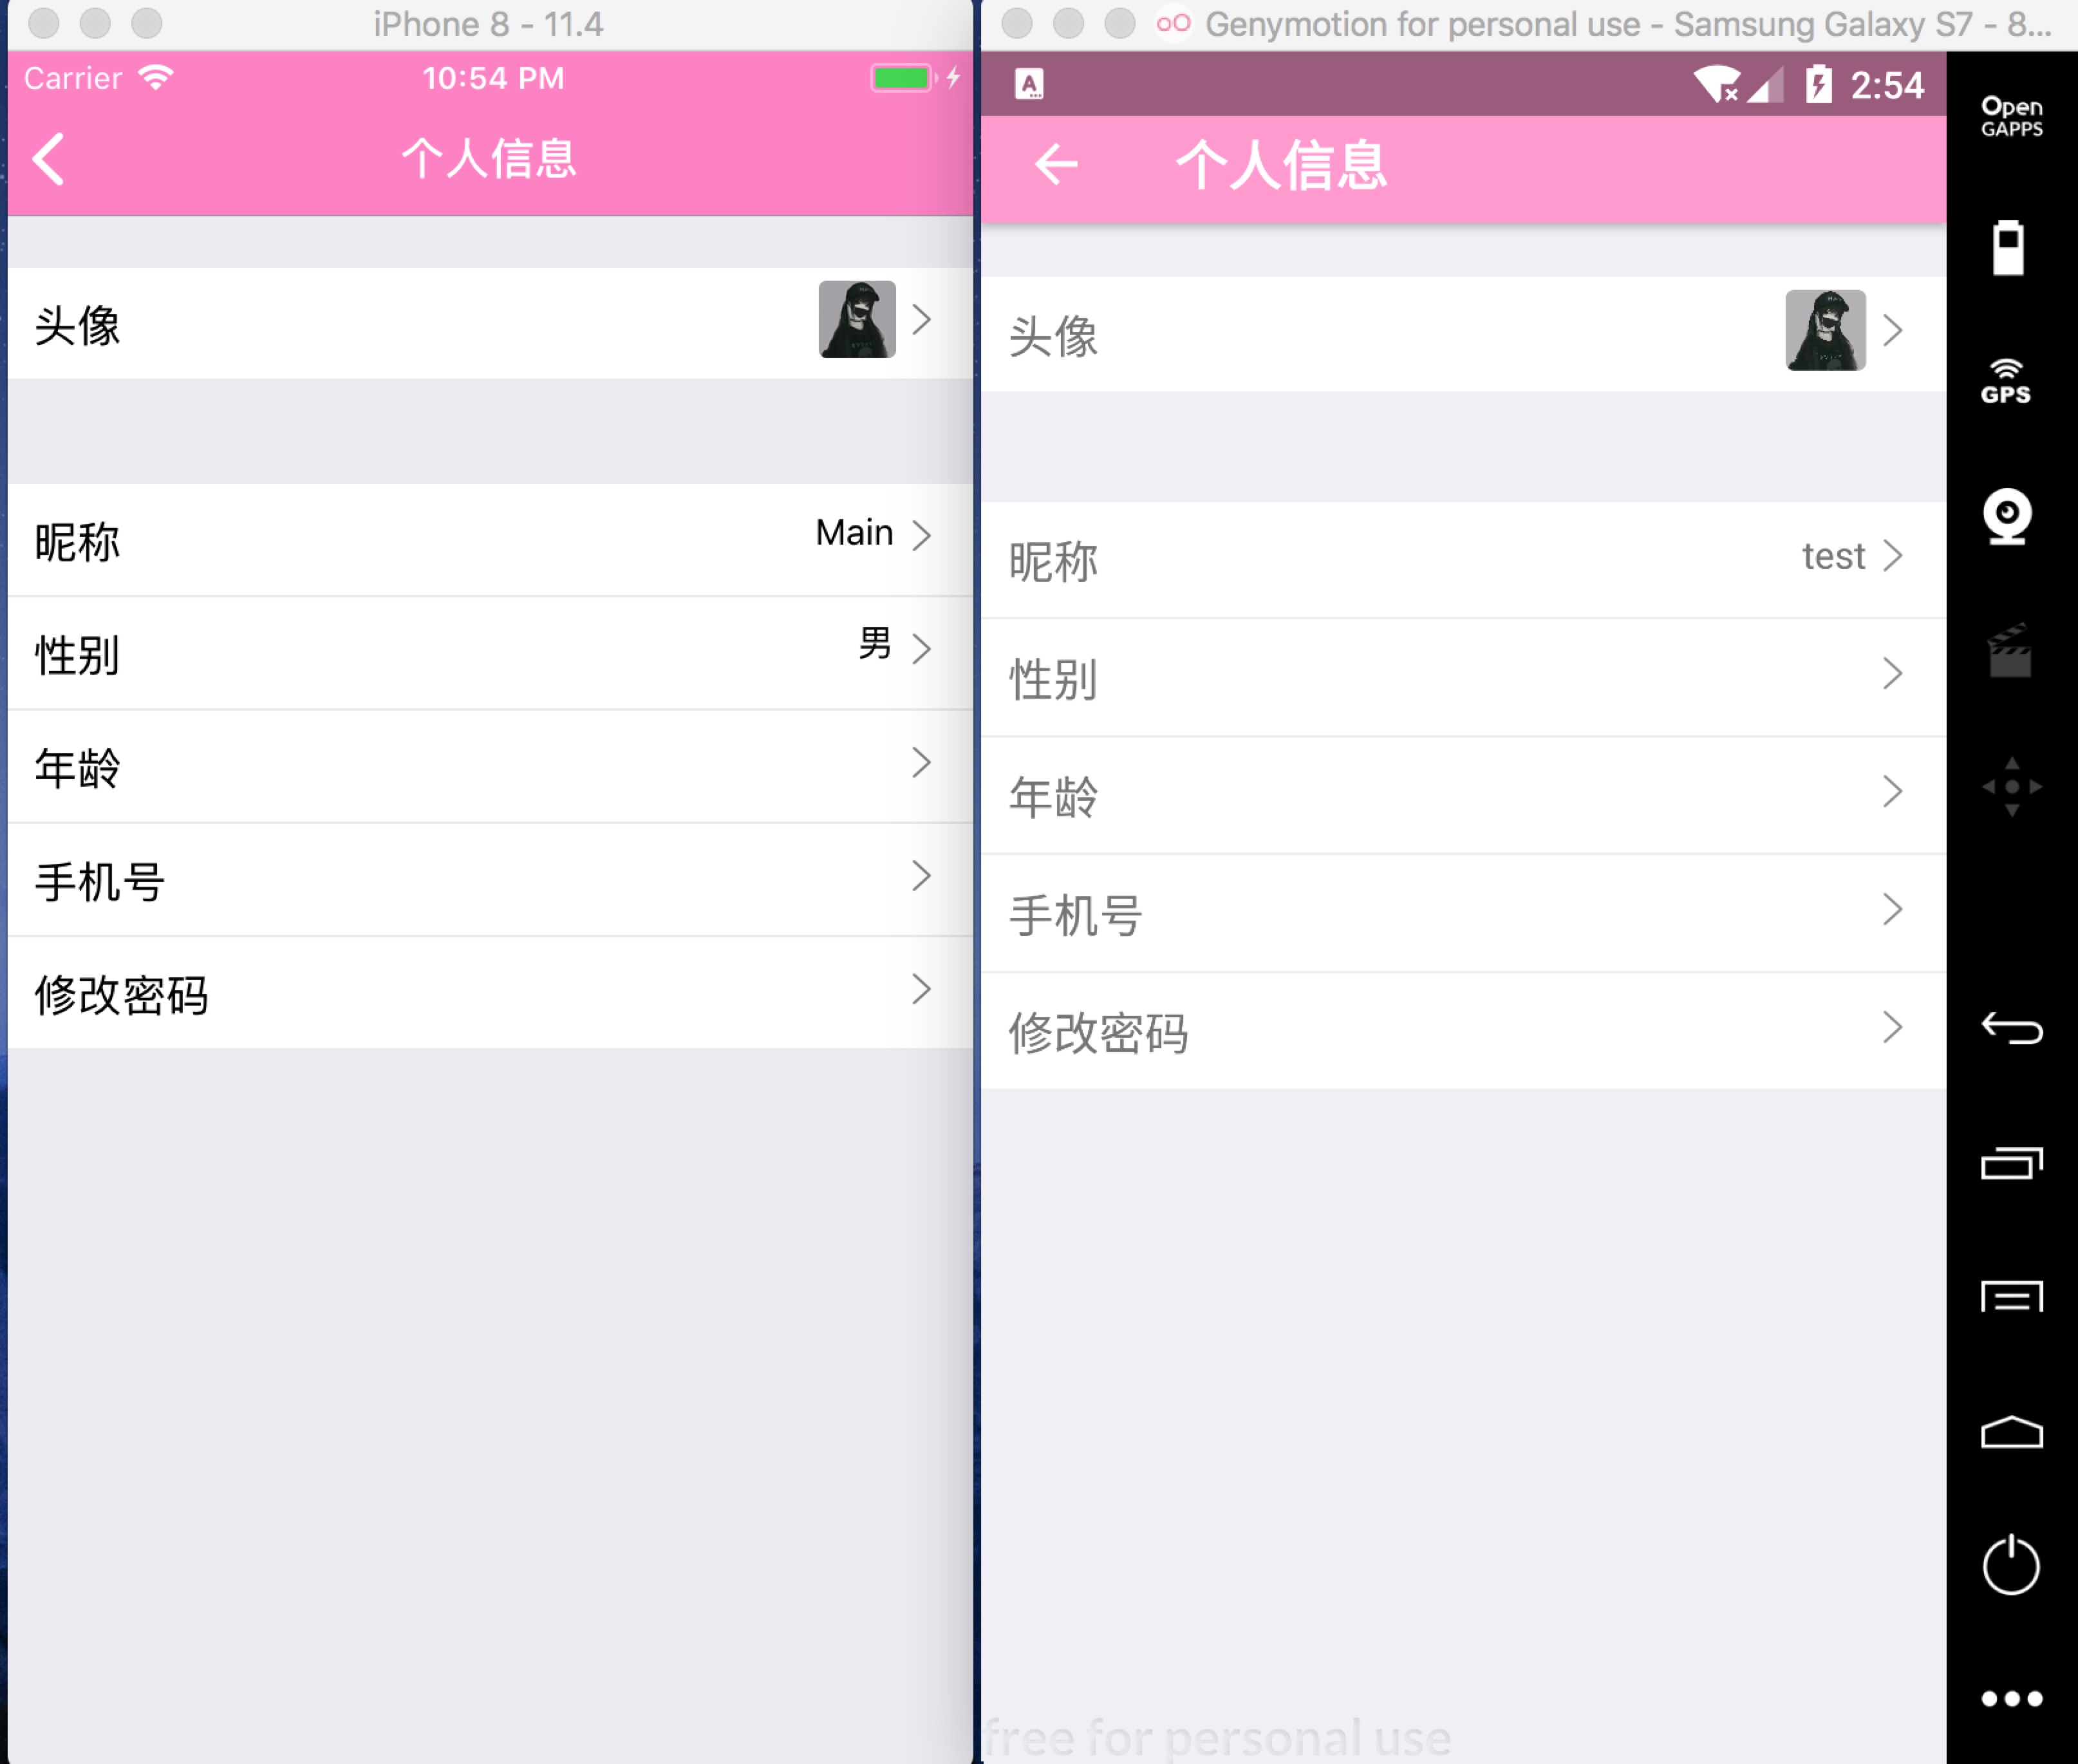 iPhone 8 - 11.4
Carrier
10:54 PM
个人信息
头像
昵称
Main
性别
男
年龄
手机号
修改密码
Genymotion for personal use - Samsung Galaxy S7 - 8...
A
2:54
个人信息
头像
昵称
test
性别
年龄
手机号
修改密码
free for personal use
Open
GAPPS
GPS